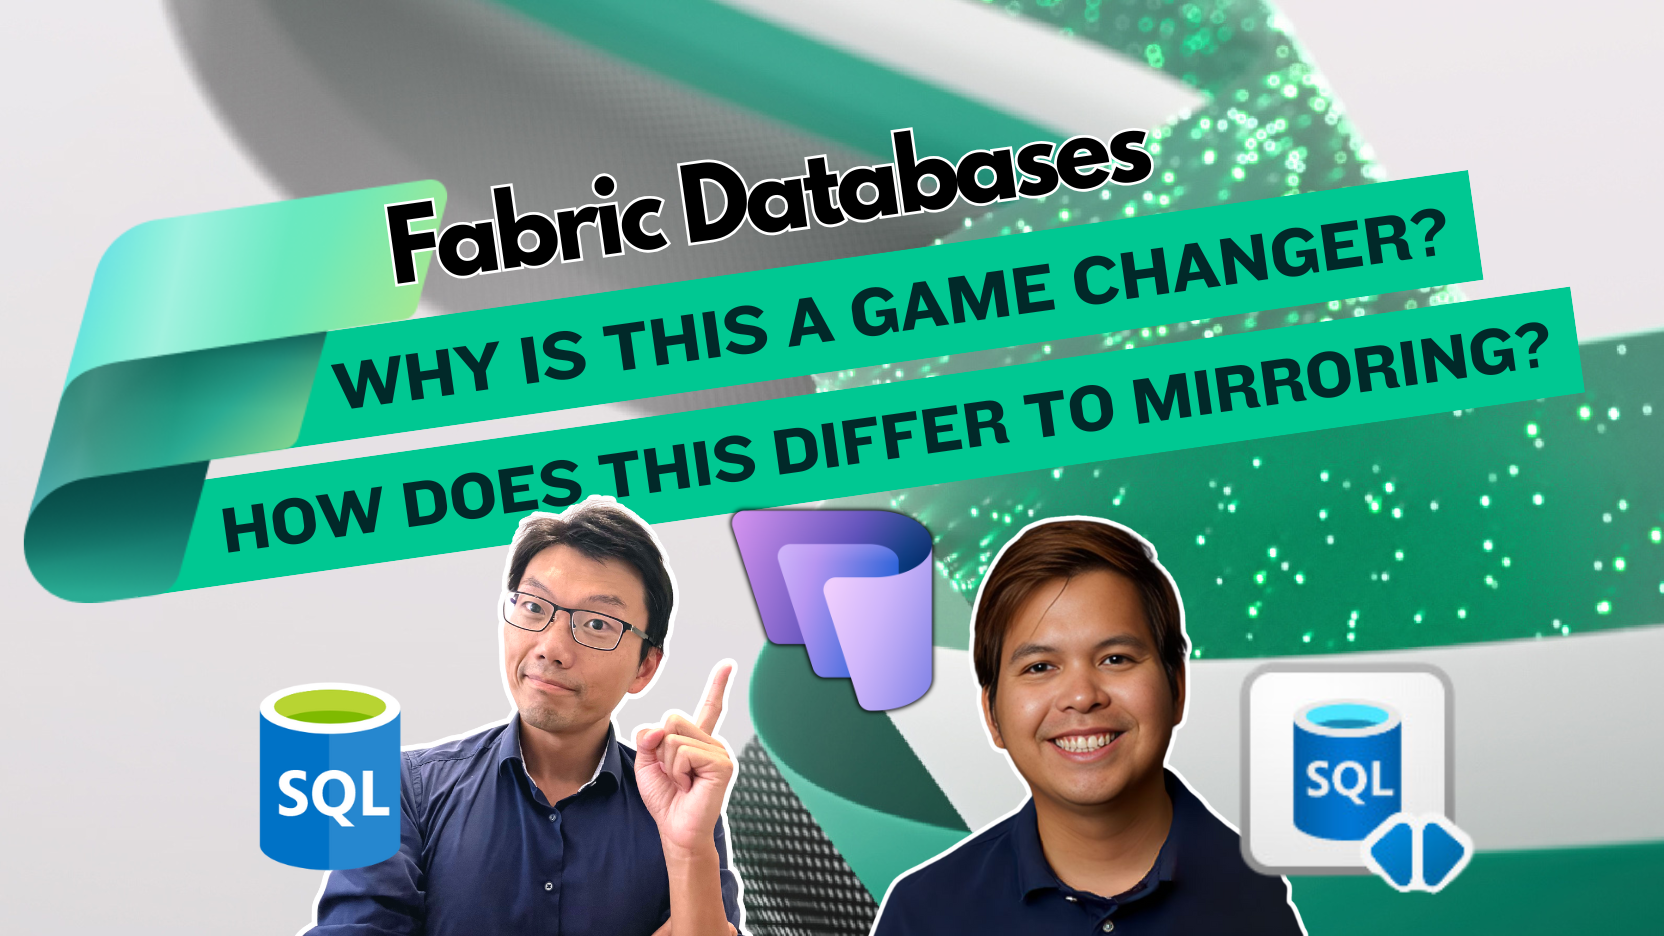 Fabric Databases
WHY IS THIS A GAME CHANGER?
HOW DOES THIS DIFFER TO MIRRORING?
SQL
SQL